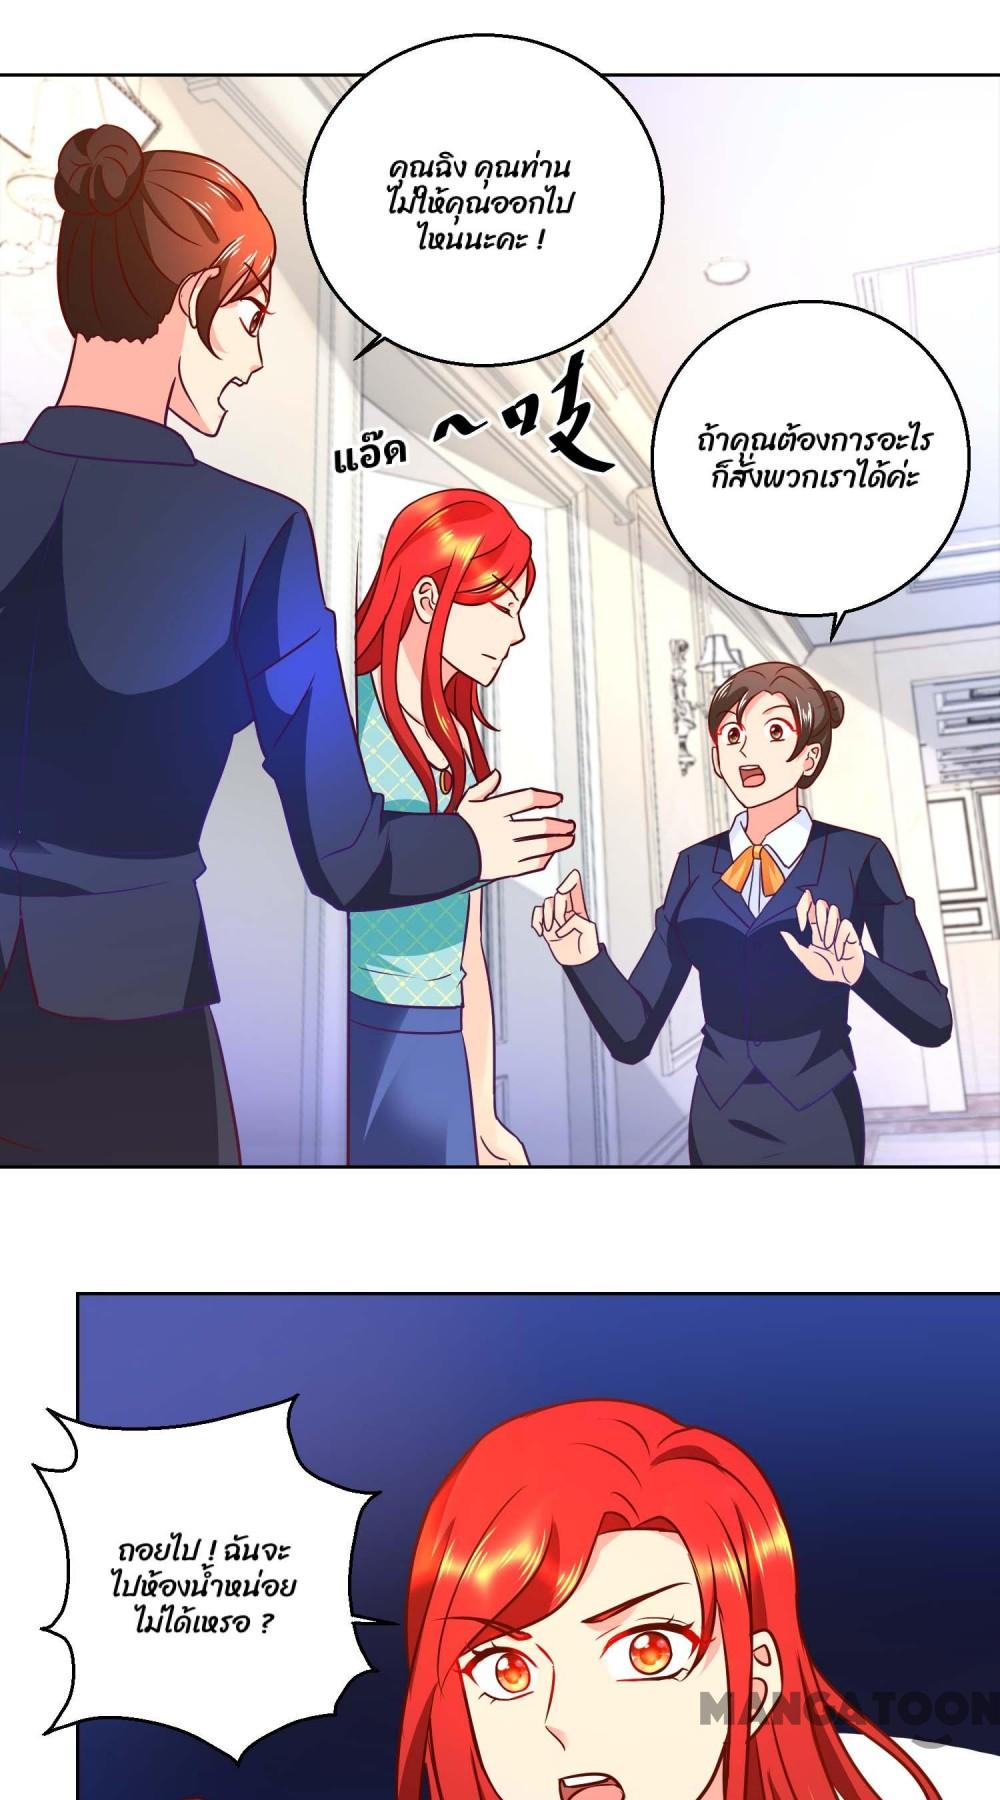 คุณฉิง คุณท่าน
ไม่ให้คุณออกไป
ไหนนะคะ !
แอ๊ด
~吱
ถ้าคุณต้องการอะไร
ก็สั่งพวกเราได้ค่ะ
ถอยไป ! ฉันจะ
ไปห้องน้ำหน่อย
ไม่ได้เหรอ ?
MANGATOON